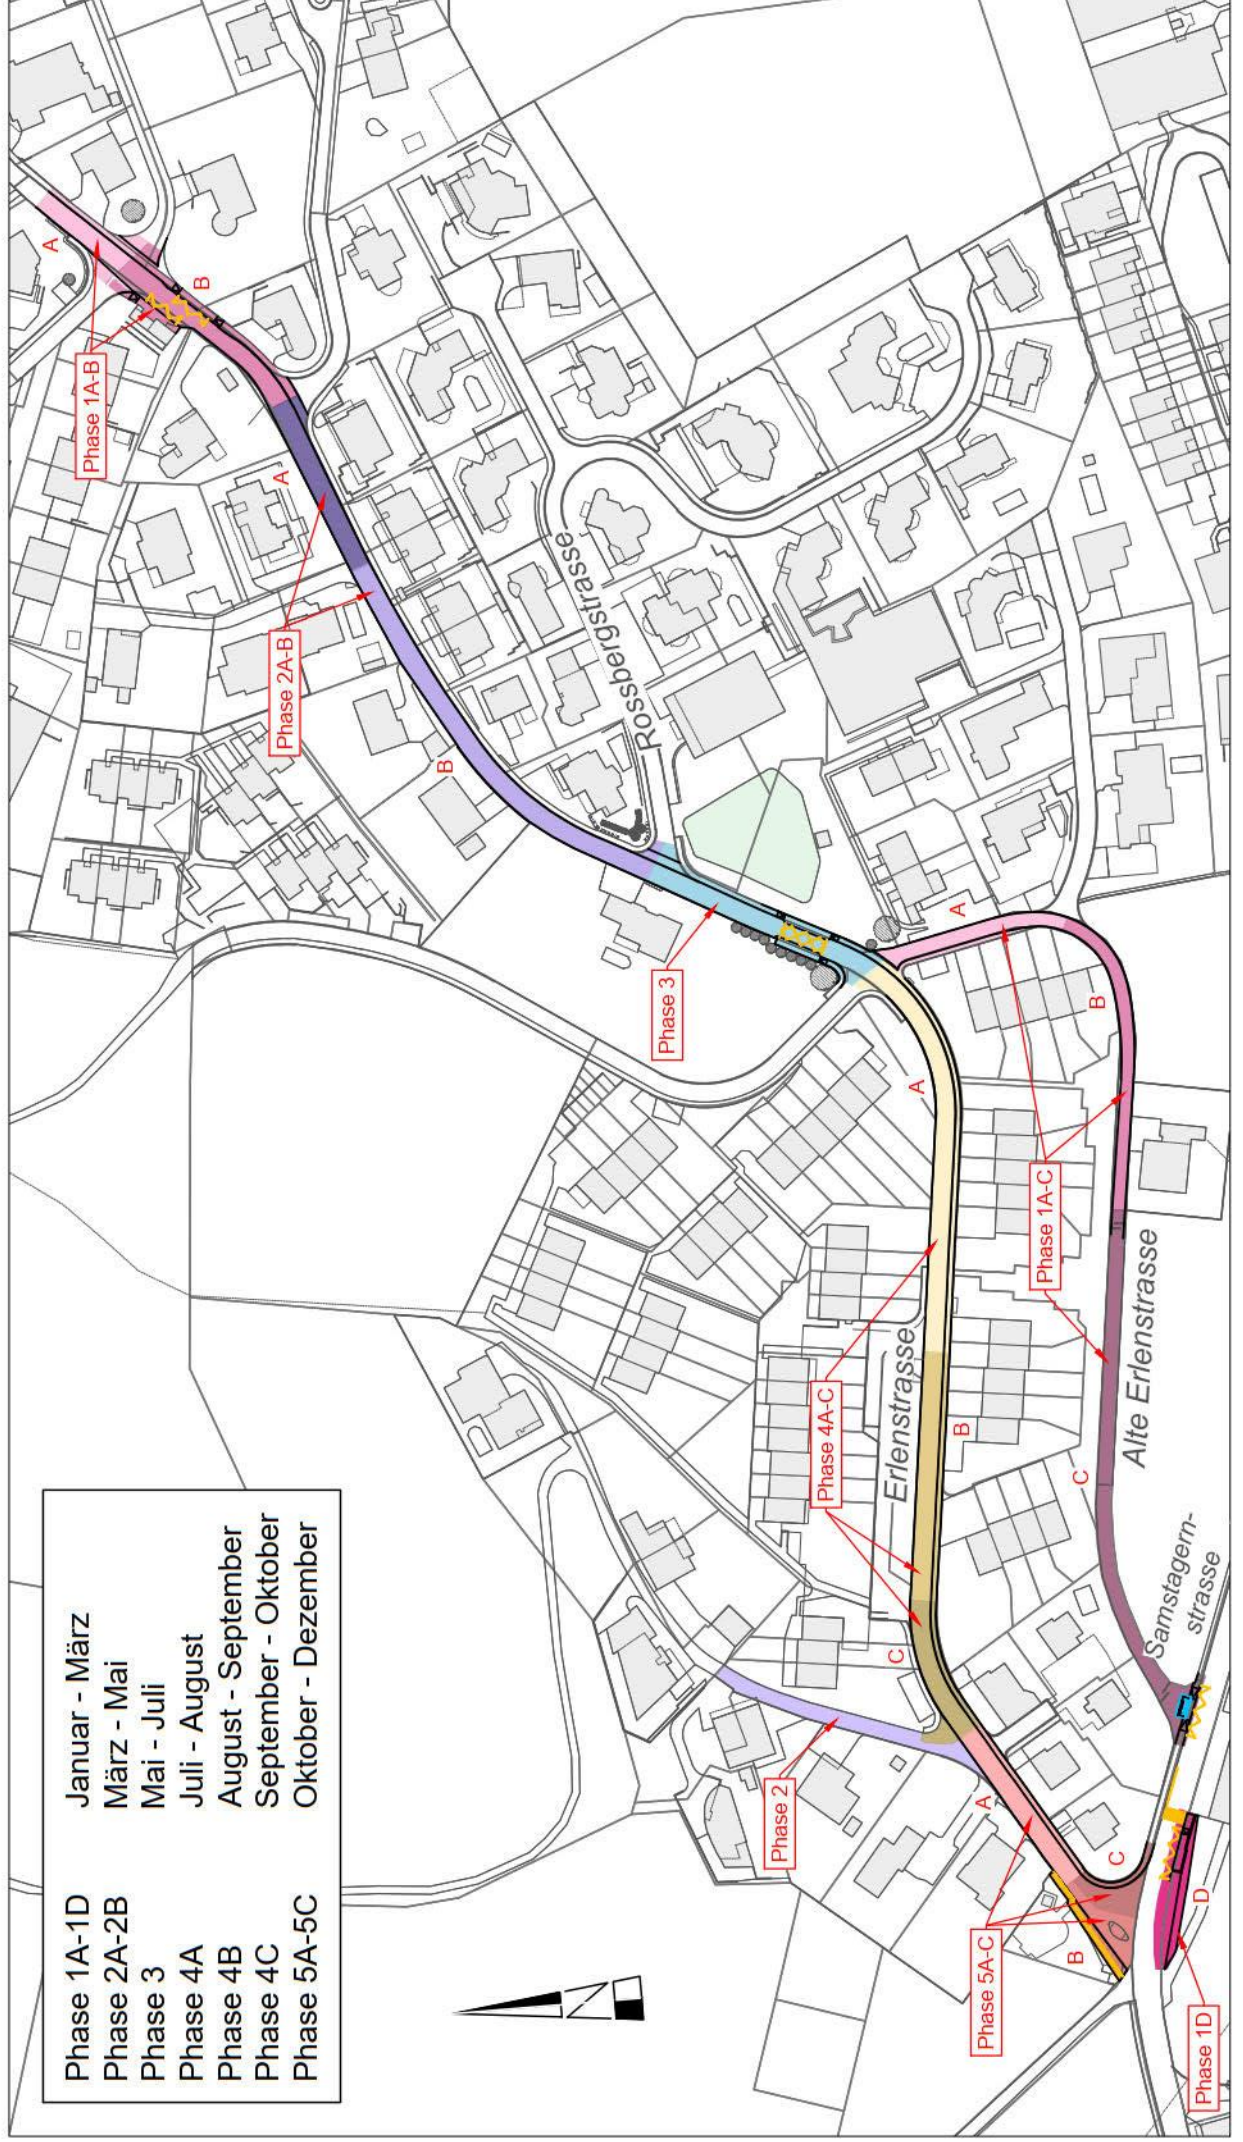 Phase 1A-1D Januar - März
Phase 2A-2B März - Mai
Phase 3 Mai - Juli
Phase 4A Juli - August
Phase 4B August - September
Phase 4C September - Oktober
Phase 5A-5C Oktober - Dezember
N
Phase 5A-C
A
B
C
Phase 1D
D
Phase 2
C
Phase 4A-C
B
A
Erlenstrasse
Samstagern-
strasse
C
Alte Erlenstrasse
Phase 1A-C
B
A
Phase 3
Rossbergstrasse
B
Phase 2A-B
A
Phase 1A-B
B
A